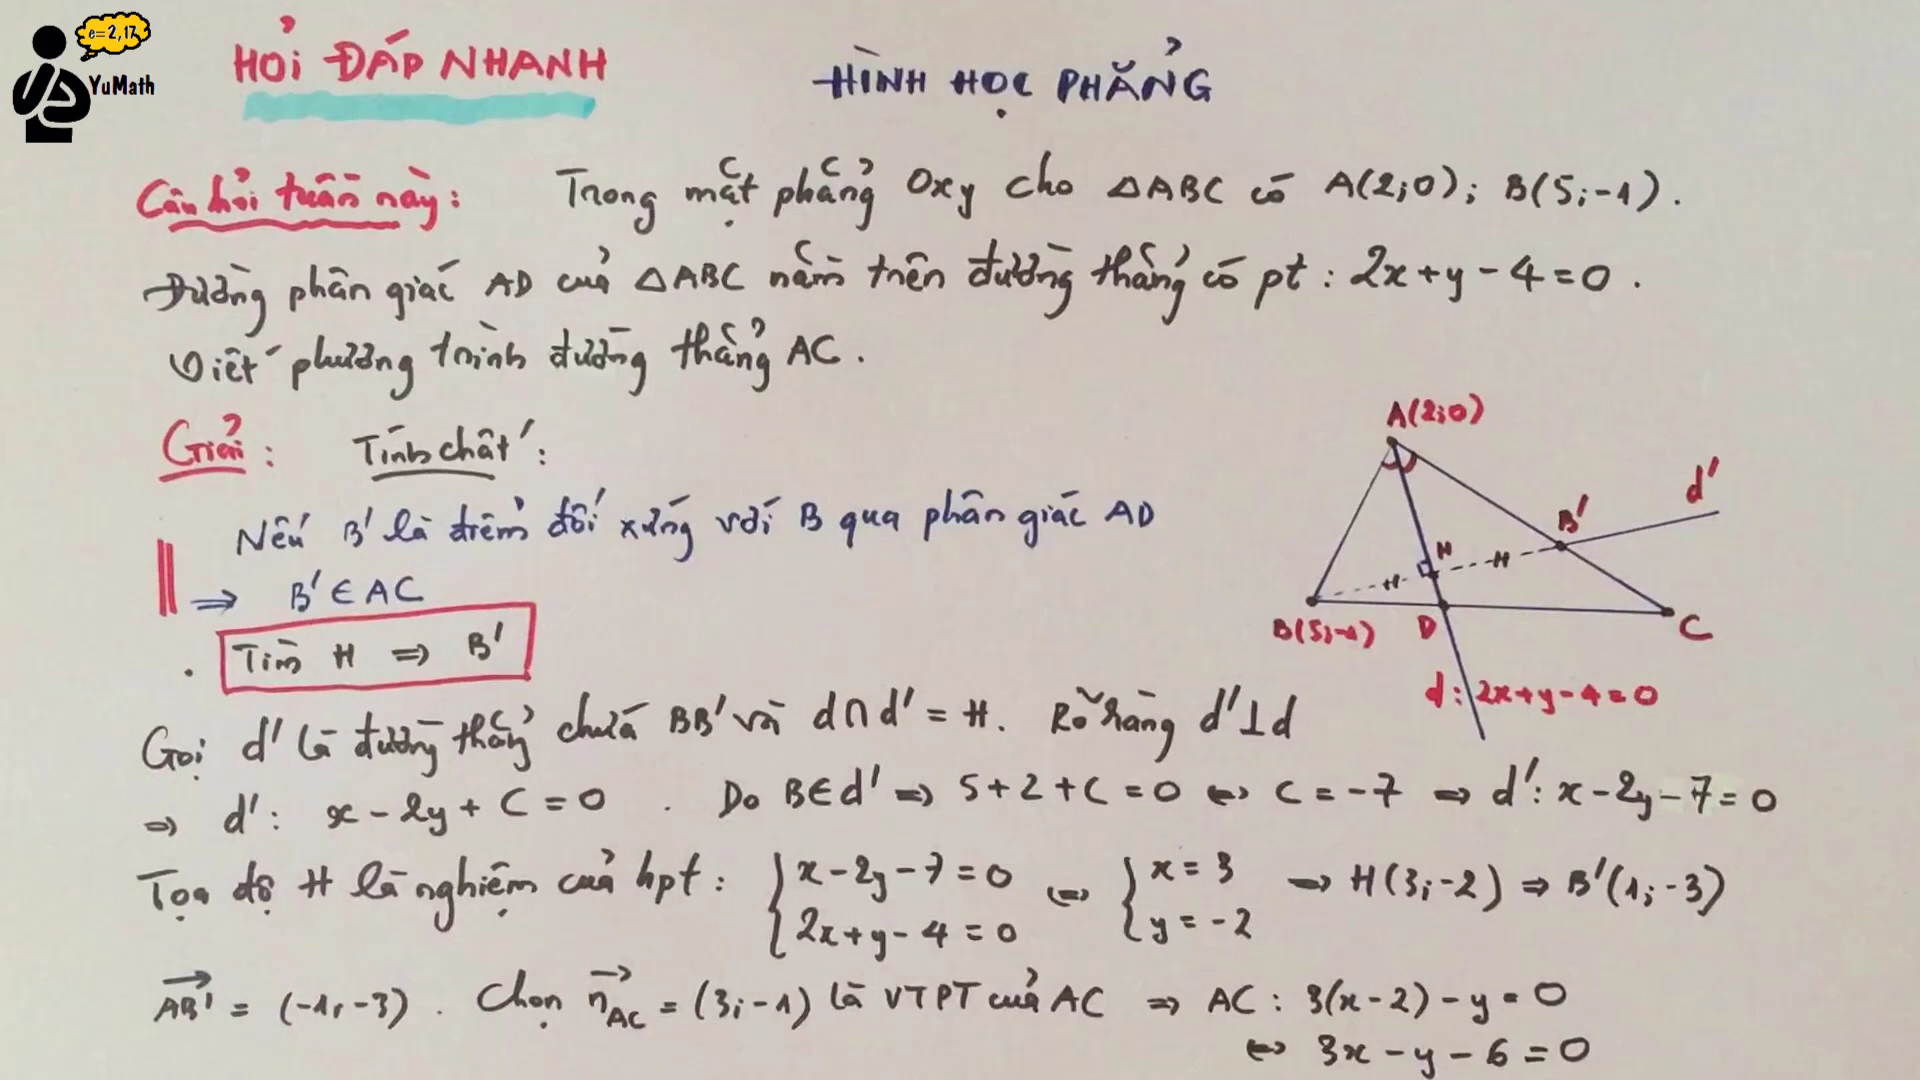 e=2,17
YuMath
HỎI ĐÁP NHANH
HÌNH HỌC PHẲNG
Câu hỏi tuần này: Trong mặt phẳng Oxy cho △ABC có A(2;0); B(5;-1).
Đường phân giác AD của △ABC nằm trên đường thẳng có pt: 2x+y-4=0.
Viết phương trình đường thẳng AC.
Giải: Tính chất:
Nếu B' là điểm đối xứng với B qua phân giác AD
⇒ B' ∈ AC
. Tìm H ⇒ B'
A(2;0)
d'
B'
H
B(5;-1)
D
C
d: 2x+y-4=0
Gọi d' là đường thẳng chứa BB' và d∩d' = H. Rõ ràng d'⊥d
⇒ d': x-2y+C=0 . Do B∈d' ⇒ 5+2+C=0 ⇔ C=-7 ⇒ d': x-2y-7=0
Tọa độ H là nghiệm của hpt: { x-2y-7=0 ⇔ { x=3 ⇒ H(3;-2) ⇒ B'(1;-3)
2x+y-4=0 y=-2
AB'→ = (-1;-3). Chọn n→AC = (3;-1) là VTPT của AC ⇒ AC: 3(x-2)-y=0
⇔ 3x-y-6=0